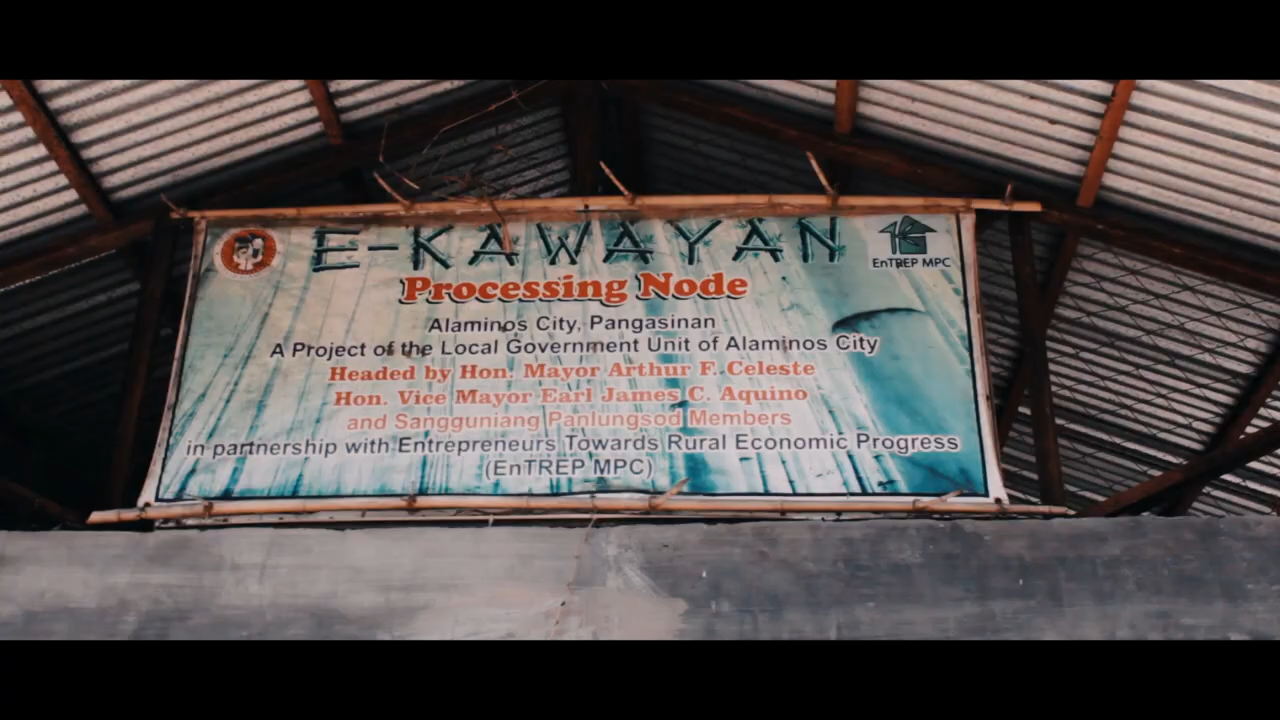 E-KAWAYAN
EnTREP MPC
Processing Node
Alaminos City, Pangasinan
A Project of the Local Government Unit of Alaminos City
Headed by Hon. Mayor Arthur F. Celeste
Hon. Vice Mayor Earl James C. Aquino
and Sangguniang Panlungsod Members
in partnership with Entrepreneurs Towards Rural Economic Progress
(EnTREP MPC)